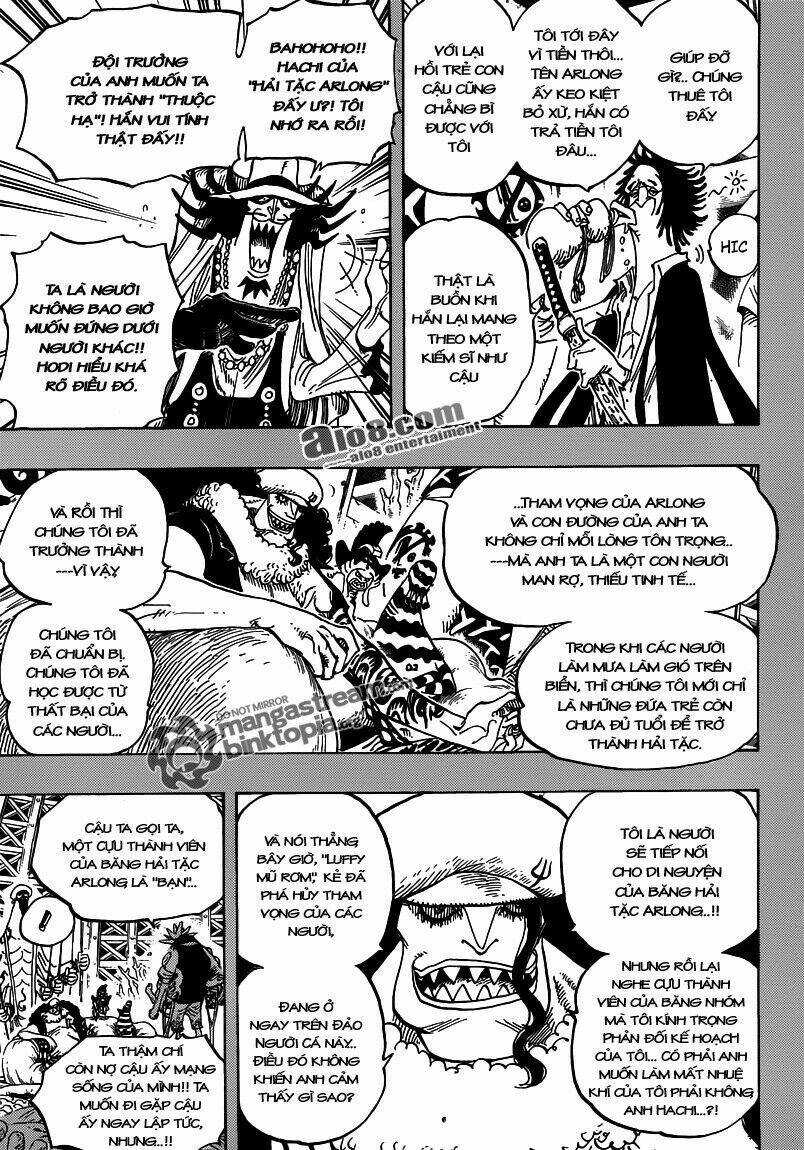 GIÚP ĐỠ
GÌ?.. CHÚNG
THUÊ TÔI
ĐẤY
TÔI TỚI ĐÂY
VÌ TIỀN THÔI...
TÊN ARLONG
ẤY KEO KIỆT
BỎ XỪ, HẮN CÓ
TRẢ TIỀN TÔI
ĐÂU...
VỚI LẠI
HỒI TRẺ CON
CẬU CŨNG
CHẲNG BÌ
ĐƯỢC VỚI
TÔI
HIC
THẬT LÀ
BUỒN KHI
HẮN LẠI MANG
THEO MỘT
KIẾM SĨ NHƯ
CẬU
BAHOHOHO!!
HACHI CỦA
"HẢI TẶC ARLONG"
ĐẤY Ư?! TÔI
NHỚ RA RỒI!
ĐỘI TRƯỞNG
CỦA ANH MUỐN TA
TRỞ THÀNH "THUỘC
HẠ"! HẮN VUI TÍNH
THẬT ĐẤY!!
TA LÀ NGƯỜI
KHÔNG BAO GIỜ
MUỐN ĐỨNG DƯỚI
NGƯỜI KHÁC!!
HODI HIỂU KHÁ
RÕ ĐIỀU ĐÓ.
alo8.com
alo8 entertaiment
...THAM VỌNG CỦA ARLONG
VÀ CON ĐƯỜNG CỦA ANH TA
KHÔNG CHỈ MỖI LÒNG TÔN TRỌNG...
---MÀ ANH TA LÀ MỘT CON NGƯỜI
MAN RỢ, THIẾU TINH TẾ...
TRONG KHI CÁC NGƯỜI
LÀM MƯA LÀM GIÓ TRÊN
BIỂN, THÌ CHÚNG TÔI MỚI CHỈ
LÀ NHỮNG ĐỨA TRẺ CÒN
CHƯA ĐỦ TUỔI ĐỂ TRỞ
THÀNH HẢI TẶC.
VÀ RỒI THÌ
CHÚNG TÔI ĐÃ
TRƯỞNG THÀNH
---VÌ VẬY,
CHÚNG TÔI
ĐÃ CHUẨN BỊ.
CHÚNG TÔI ĐÃ
HỌC ĐƯỢC TỪ
THẤT BẠI CỦA
CÁC NGƯỜI...
DO NOT MIRROR
mangastream.com
binktopia
TÔI LÀ NGƯỜI
SẼ TIẾP NỐI
CHO DI NGUYỆN
CỦA BĂNG HẢI
TẶC ARLONG..!!
NHƯNG RỒI LẠI
NGHE CỰU THÀNH
VIÊN CỦA BĂNG NHÓM
MÀ TÔI KÍNH TRỌNG
PHẢN ĐỐI KẾ HOẠCH
CỦA TÔI... CÓ PHẢI ANH
MUỐN LÀM MẤT NHUỆ
KHÍ CỦA TÔI PHẢI KHÔNG,
ANH HACHI...?!
VÀ NÓI THẲNG,
BÂY GIỜ, "LUFFY
MŨ RƠM," KẺ ĐÃ
PHÁ HỦY THAM
VỌNG CỦA CÁC
NGƯỜI,
ĐANG Ở
NGAY TRÊN ĐẢO
NGƯỜI CÁ NÀY..
ĐIỀU ĐÓ KHÔNG
KHIẾN ANH CẢM
THẤY GÌ SAO?
CẬU TA GỌI TA,
MỘT CỰU THÀNH VIÊN
CỦA BĂNG HẢI TẶC
ARLONG, LÀ "BẠN"...
!
TA THẬM CHÍ
CÒN NỢ CẬU ẤY MẠNG
SỐNG CỦA MÌNH!! TA
MUỐN ĐI GẶP CẬU
ẤY NGAY LẬP TỨC,
NHƯNG..!!